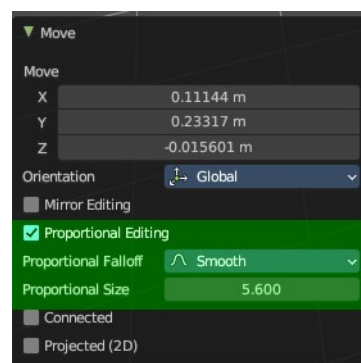 Move
Move
X 0.11144 m
Y 0.23317 m
Z -0.015601 m
Orientation Global
Mirror Editing
Proportional Editing
Proportional Falloff Smooth
Proportional Size 5.600
Connected
Projected (2D)